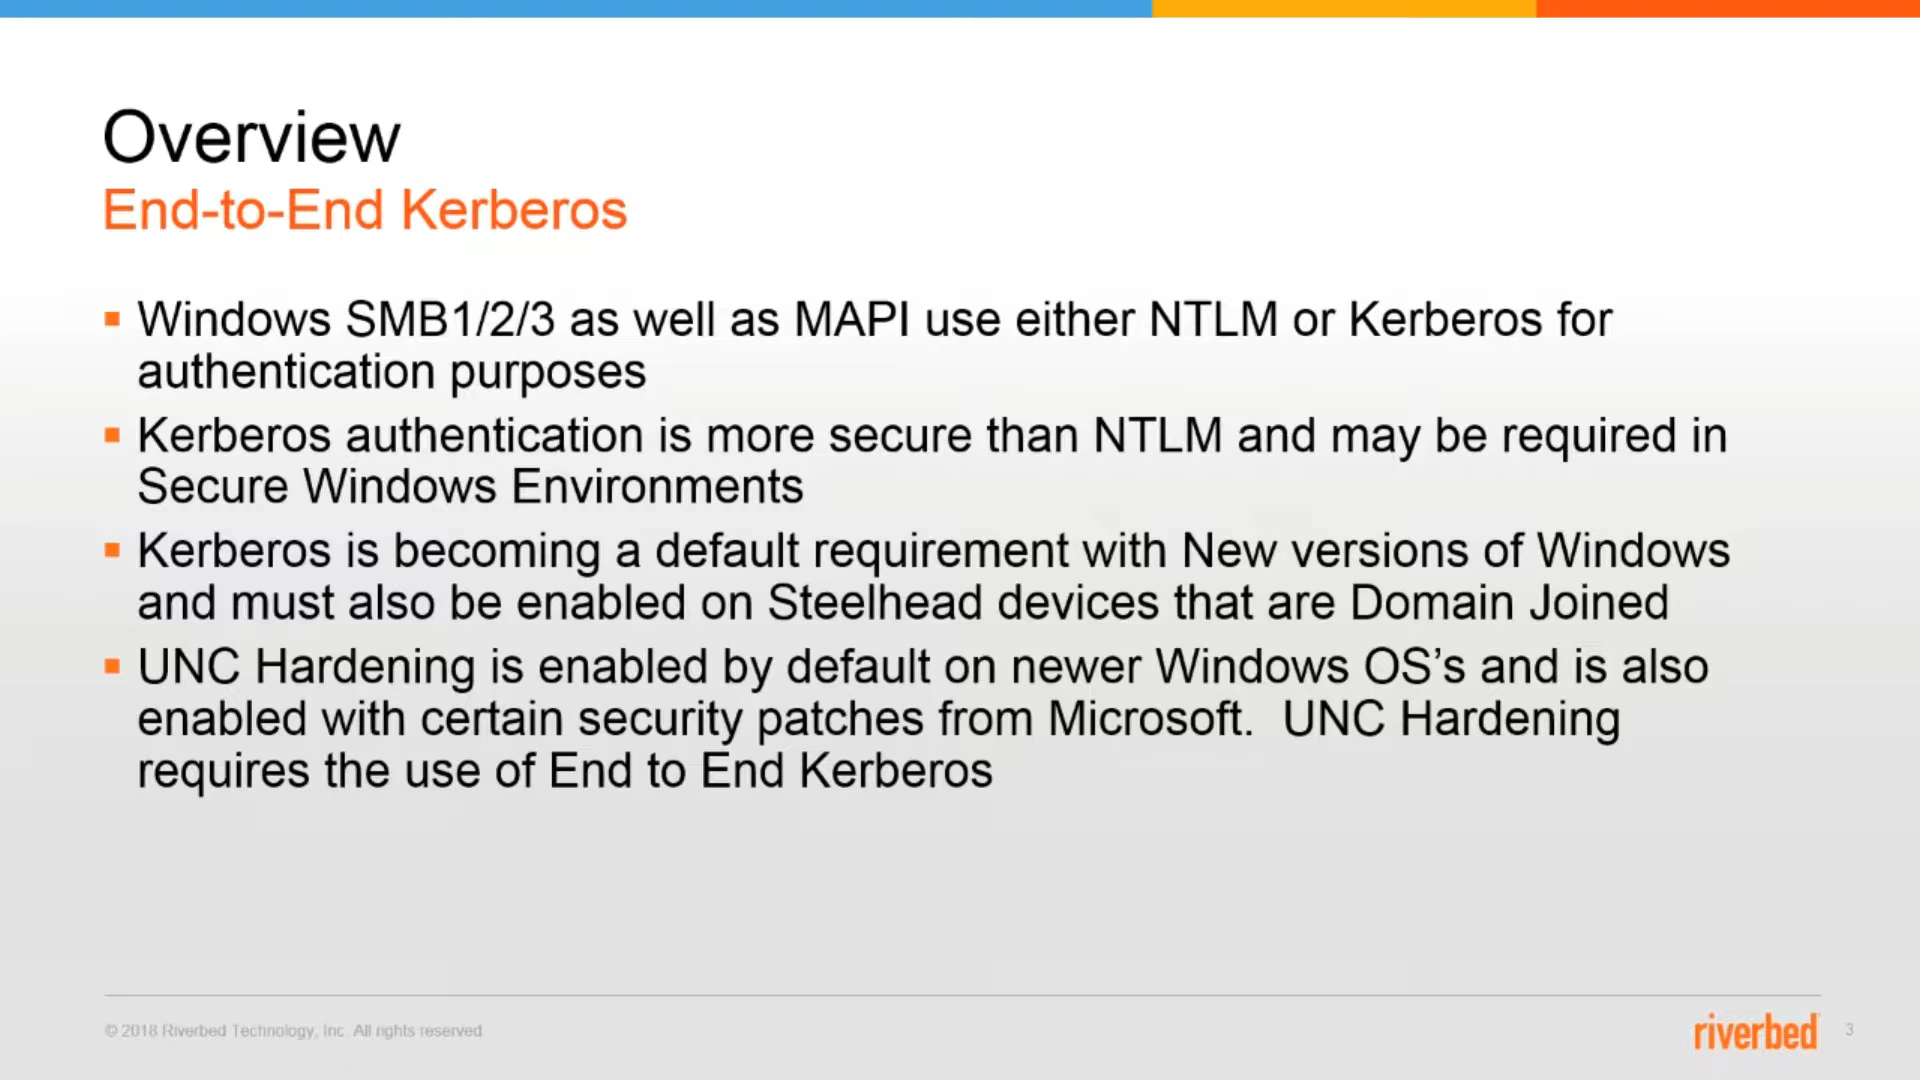 Overview
End-to-End Kerberos
Windows SMB1/2/3 as well as MAPI use either NTLM or Kerberos for
authentication purposes
Kerberos authentication is more secure than NTLM and may be required in
Secure Windows Environments
Kerberos is becoming a default requirement with New versions of Windows
and must also be enabled on Steelhead devices that are Domain Joined
UNC Hardening is enabled by default on newer Windows OS’s and is also
enabled with certain security patches from Microsoft.  UNC Hardening
requires the use of End to End Kerberos
© 2018 Riverbed Technology, Inc. All rights reserved
riverbed
3